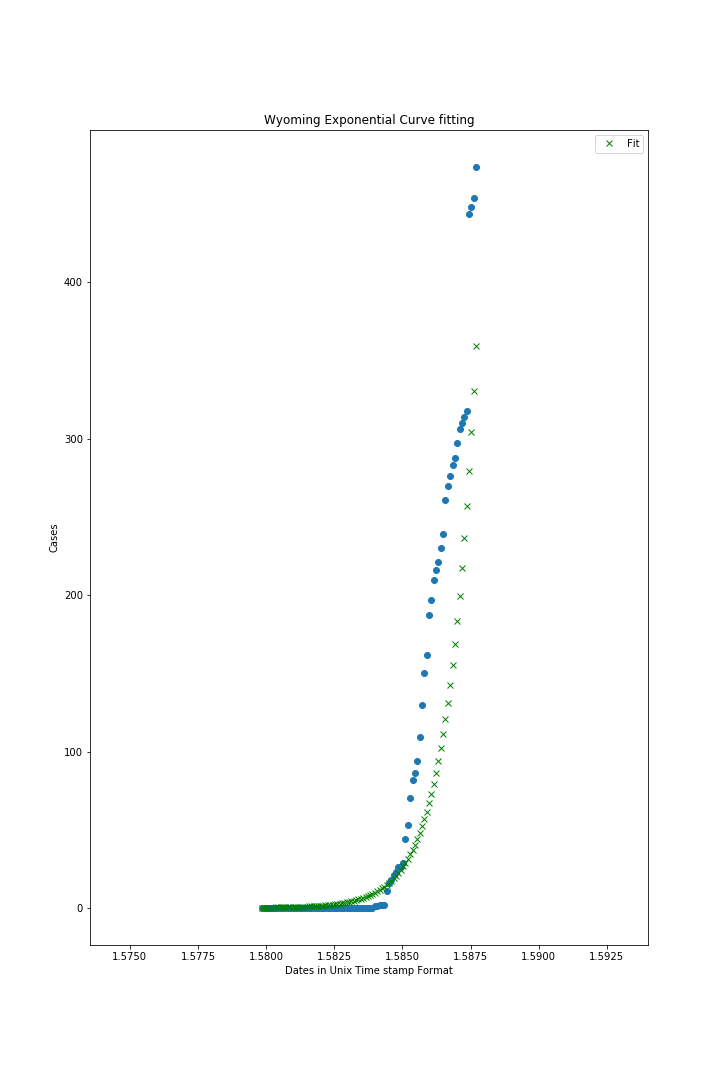 Wyoming Exponential Curve fitting
Fit
400
300
200
100
0
Cases
1.5750 1.5775 1.5800 1.5825 1.5850 1.5875 1.5900 1.5925
Dates in Unix Time stamp Format